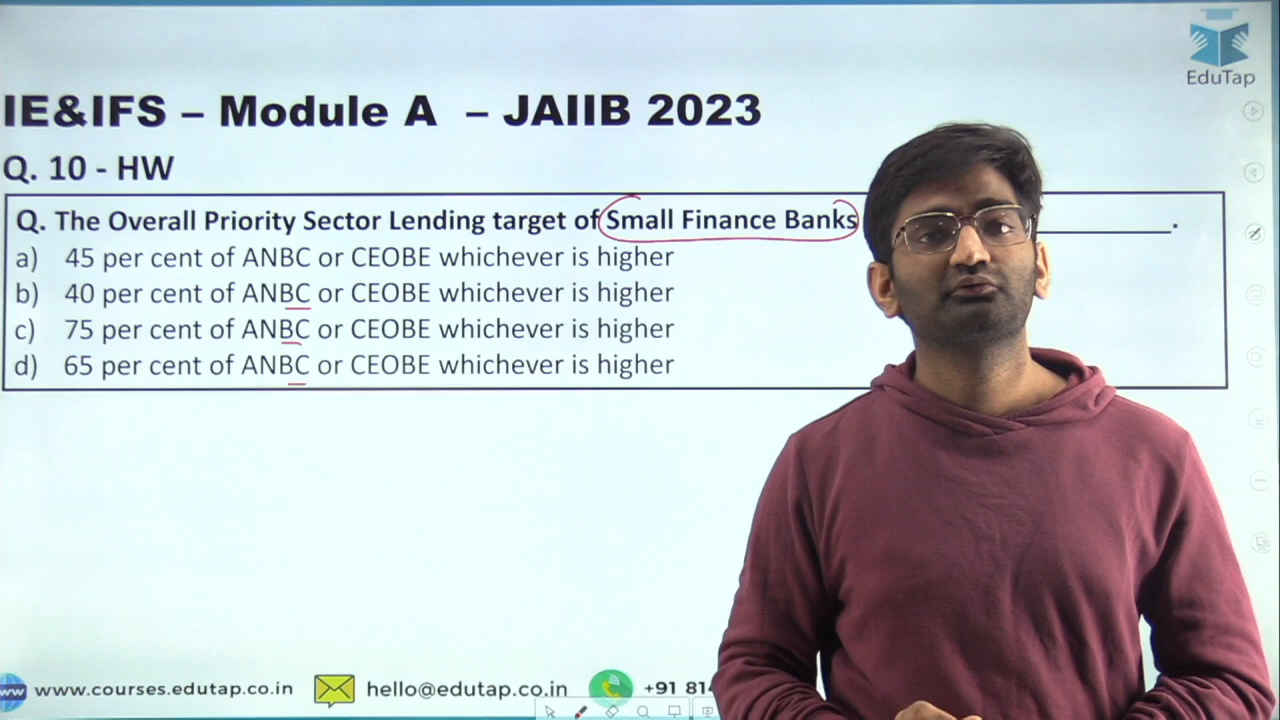 EduTap
IE&IFS – Module A – JAIIB 2023
Q. 10 - HW
Q. The Overall Priority Sector Lending target of Small Finance Banks
a) 45 per cent of ANBC or CEOBE whichever is higher
b) 40 per cent of ANBC or CEOBE whichever is higher
c) 75 per cent of ANBC or CEOBE whichever is higher
d) 65 per cent of ANBC or CEOBE whichever is higher
www.courses.edutap.co.in hello@edutap.co.in +91 814